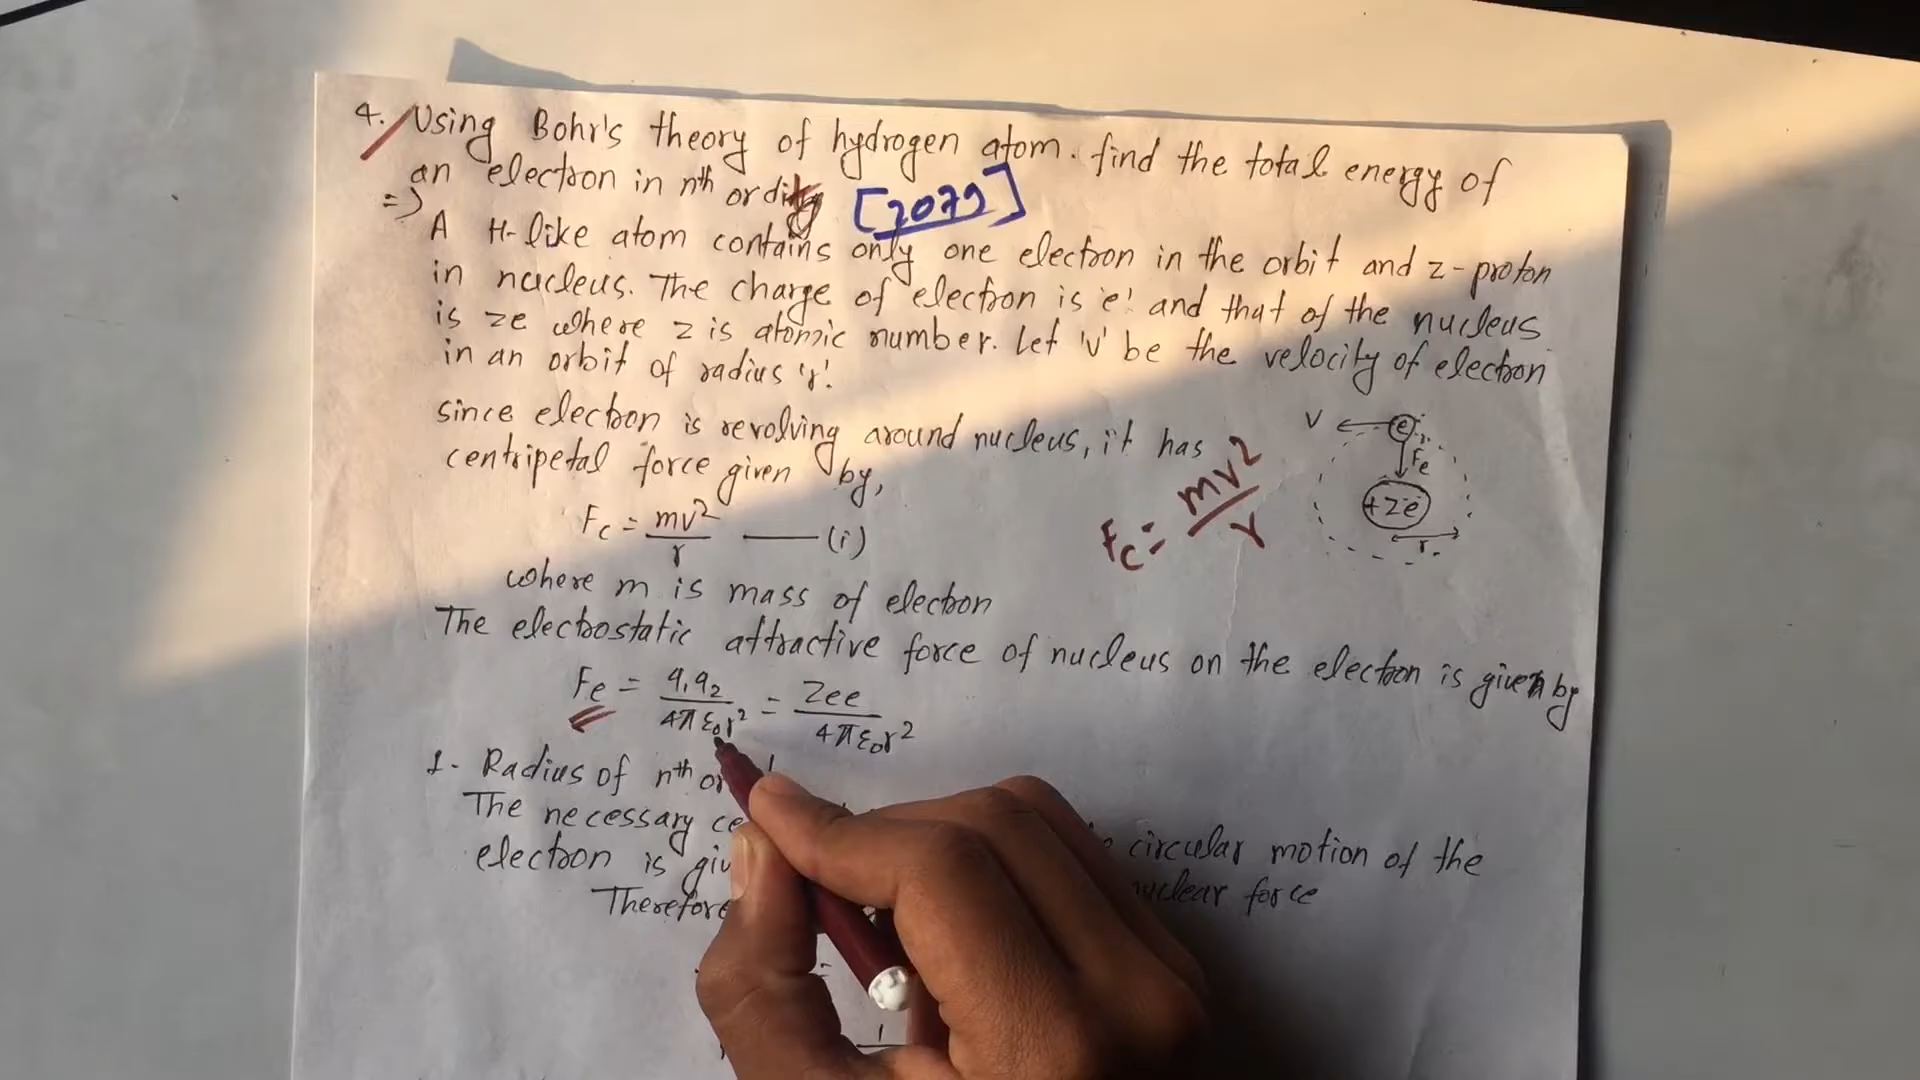 4. Using Bohr's theory of hydrogen atom. find the total energy of
an electron in nth [2079]
=>
A H-like atom contains only one electron in the orbit and z-proton
in nucleus. The charge of electron is 'e' and that of the nucleus
is ze where z is atomic number. Let 'v' be the velocity of electron
in an orbit of radius 'r'.
since electron is revolving around nucleus, it has
centripetal force given by,
Fc = mv²/r —— (i)
Fc = mv²/r
V e
Fe
+Ze
r
where m is mass of electron
The electrostatic attractive force of nucleus on the electron is given by
Fe = q1q2/4πε0r² = Zee/4πε0r²
1. Radius of nth
The necessary circular motion of the
electron is force
Therefore
1